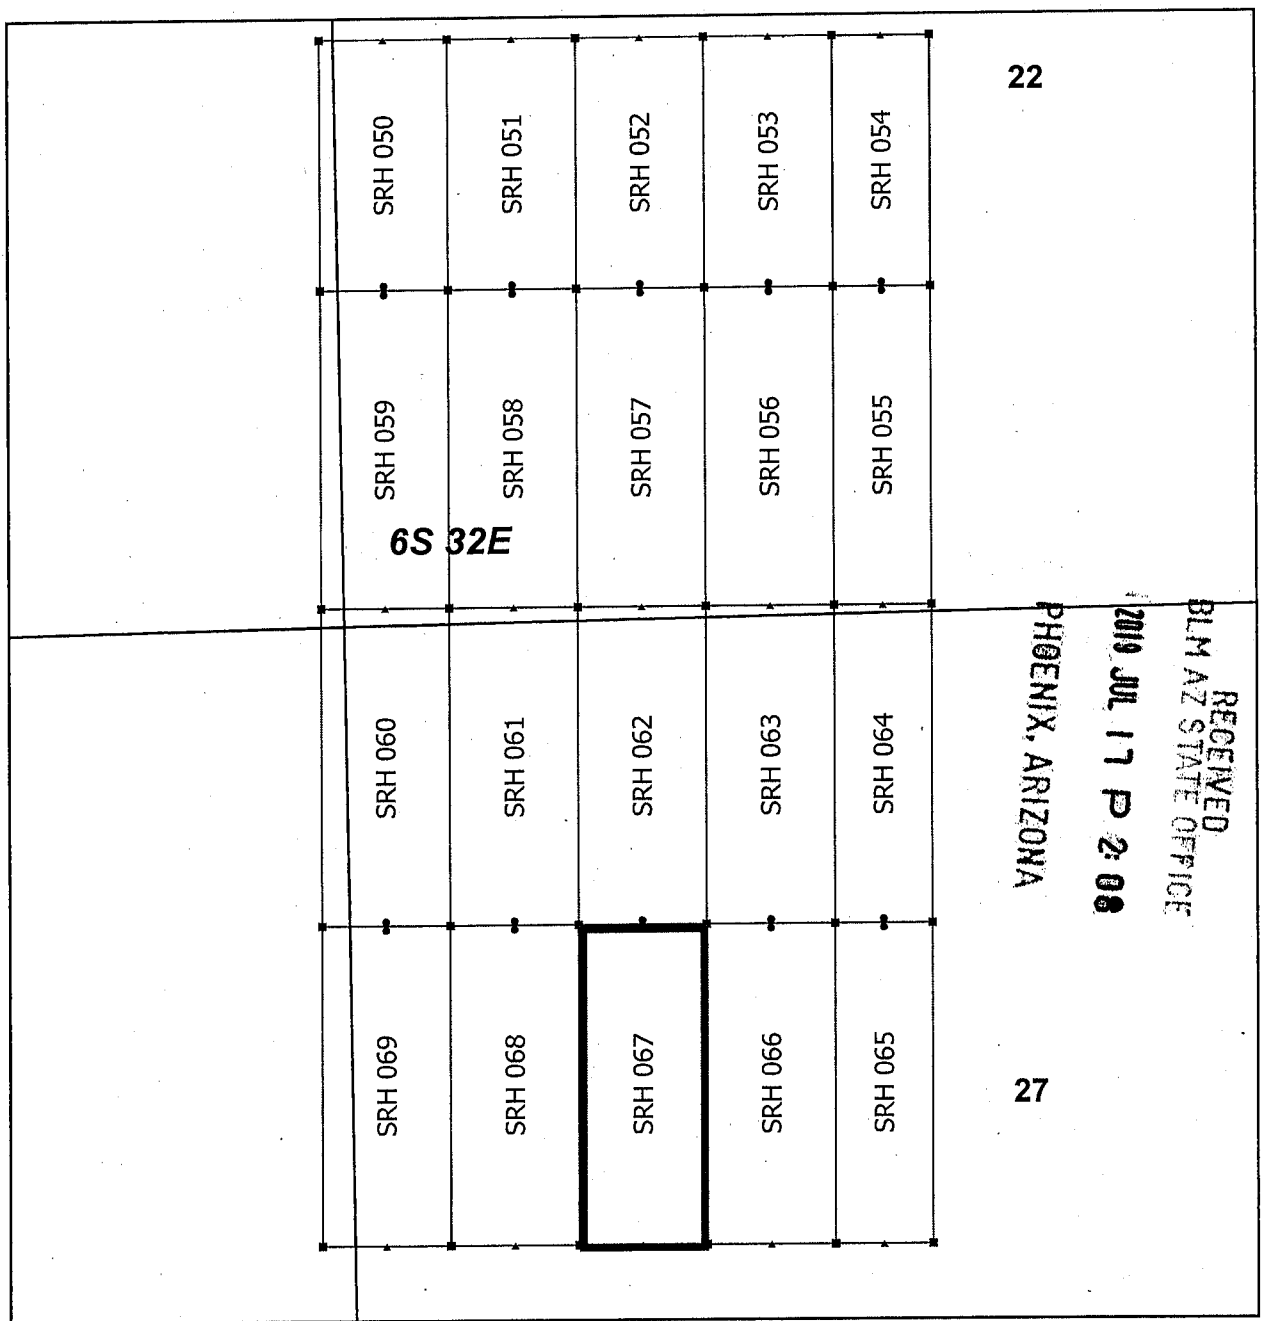 22
SRH 050
SRH 051
SRH 052
SRH 053
SRH 054
SRH 059
SRH 058
SRH 057
SRH 056
SRH 055
6S 32E
RECEIVED
BLM AZ STATE OFFICE
2019 JUL 17 P 2:08
PHOENIX, ARIZONA
SRH 060
SRH 061
SRH 062
SRH 063
SRH 064
SRH 069
SRH 068
SRH 067
SRH 066
SRH 065
27